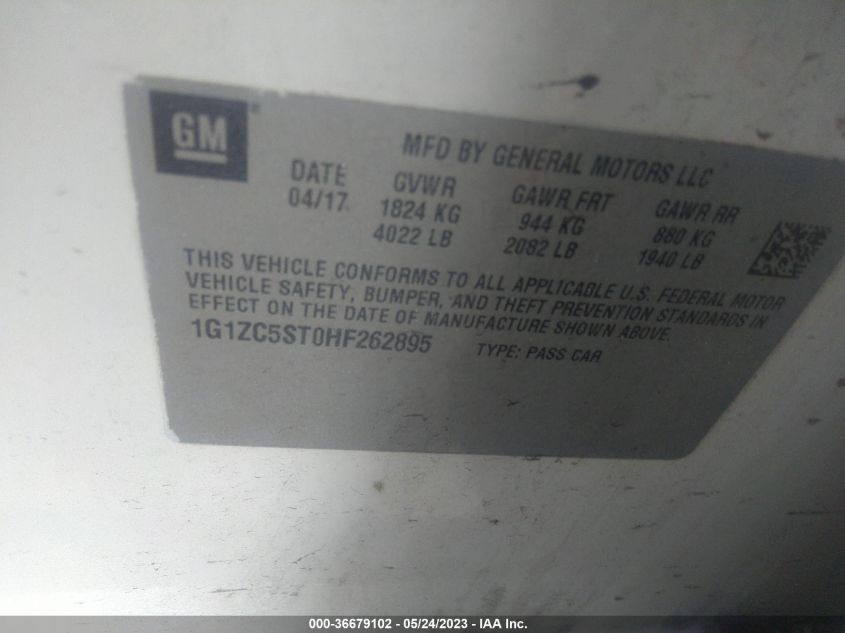 GM
MFD BY GENERAL MOTORS LLC
DATE GVWR GAWR FRT GAWR RR
04/17 1824 KG 944 KG 880 KG
4022 LB 2082 LB 1940 LB
THIS VEHICLE CONFORMS TO ALL APPLICABLE U.S. FEDERAL MOTOR
VEHICLE SAFETY, BUMPER, AND THEFT PREVENTION STANDARDS IN
EFFECT ON THE DATE OF MANUFACTURE SHOWN ABOVE.
1G1ZC5ST0HF262895 TYPE: PASS CAR
000-36679102 - 05/24/2023 - IAA Inc.